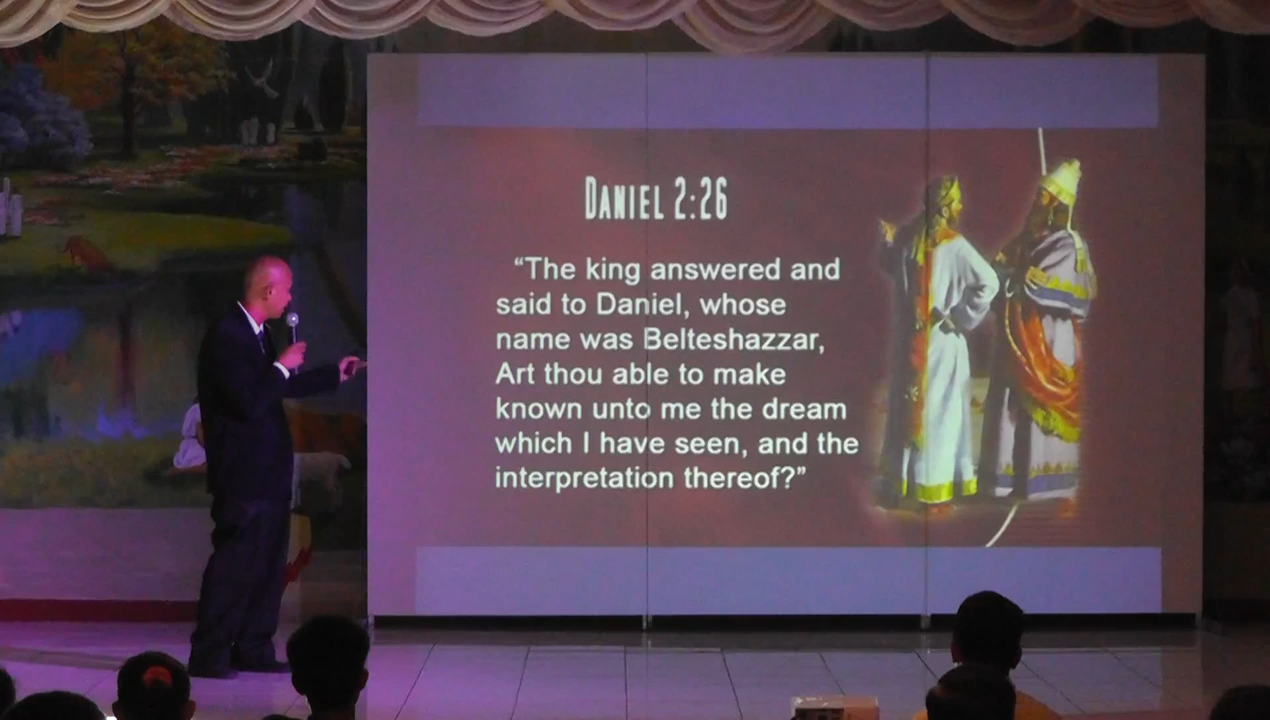 DANIEL 2:26
“The king answered and
said to Daniel, whose
name was Belteshazzar,
Art thou able to make
known unto me the dream
which I have seen, and the
interpretation thereof?”